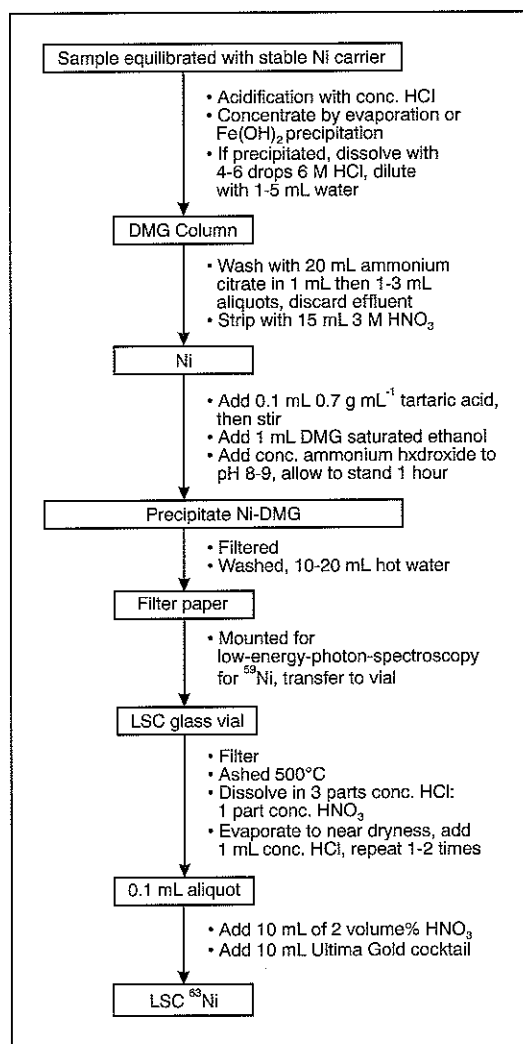 Sample equilibrated with stable Ni carrier
• Acidification with conc. HCl
• Concentrate by evaporation or
Fe(OH)₂ precipitation
• If precipitated, dissolve with
4-6 drops 6 M HCl, dilute
with 1-5 mL water
DMG Column
• Wash with 20 mL ammonium
citrate in 1 mL then 1-3 mL
aliquots, discard effluent
• Strip with 15 mL 3 M HNO₃
Ni
• Add 0.1 mL 0.7 g mL⁻¹ tartaric acid,
then stir
• Add 1 mL DMG saturated ethanol
• Add conc. ammonium hxdroxide to
pH 8-9, allow to stand 1 hour
Precipitate Ni-DMG
• Filtered
• Washed, 10-20 mL hot water
Filter paper
• Mounted for
low-energy-photon-spectroscopy
for ⁵⁹Ni, transfer to vial
LSC glass vial
• Filter
• Ashed 500°C
• Dissolve in 3 parts conc. HCl:
1 part conc. HNO₃
• Evaporate to near dryness, add
1 mL conc. HCl, repeat 1-2 times
0.1 mL aliquot
• Add 10 mL of 2 volume% HNO₃
• Add 10 mL Ultima Gold cocktail
LSC ⁶³Ni